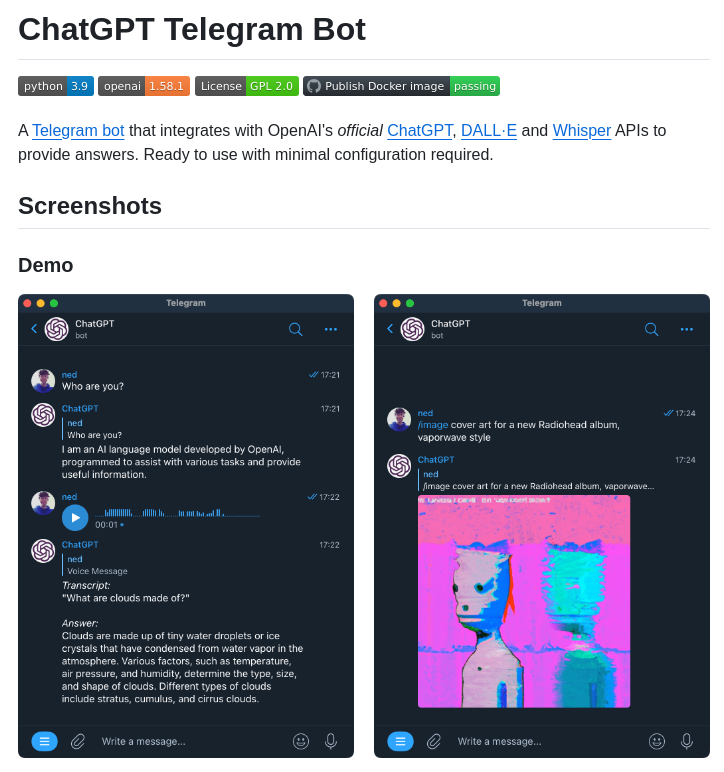 ChatGPT Telegram Bot
python 3.9 openai 1.58.1 License GPL 2.0 Publish Docker image passing
A Telegram bot that integrates with OpenAI's official ChatGPT, DALL·E and Whisper APIs to
provide answers. Ready to use with minimal configuration required.
Screenshots
Demo
Telegram
ChatGPT
bot
ned 17:21
Who are you?
ChatGPT 17:21
ned
Who are you?
I am an AI language model developed by OpenAI,
programmed to assist with various tasks and provide
useful information.
ned 17:22
00:01
ChatGPT 17:22
ned
Voice Message
Transcript:
"What are clouds made of?"
Answer:
Clouds are made up of tiny water droplets or ice
crystals that have condensed from water vapor in the
atmosphere. Various factors, such as temperature,
air pressure, and humidity, determine the type, size,
and shape of clouds. Different types of clouds
include stratus, cumulus, and cirrus clouds.
Write a message...
Telegram
ChatGPT
bot
ned 17:24
/image cover art for a new Radiohead album,
vaporwave style
ChatGPT 17:24
ned
/image cover art for a new Radiohead album, vaporwave...
Write a message...